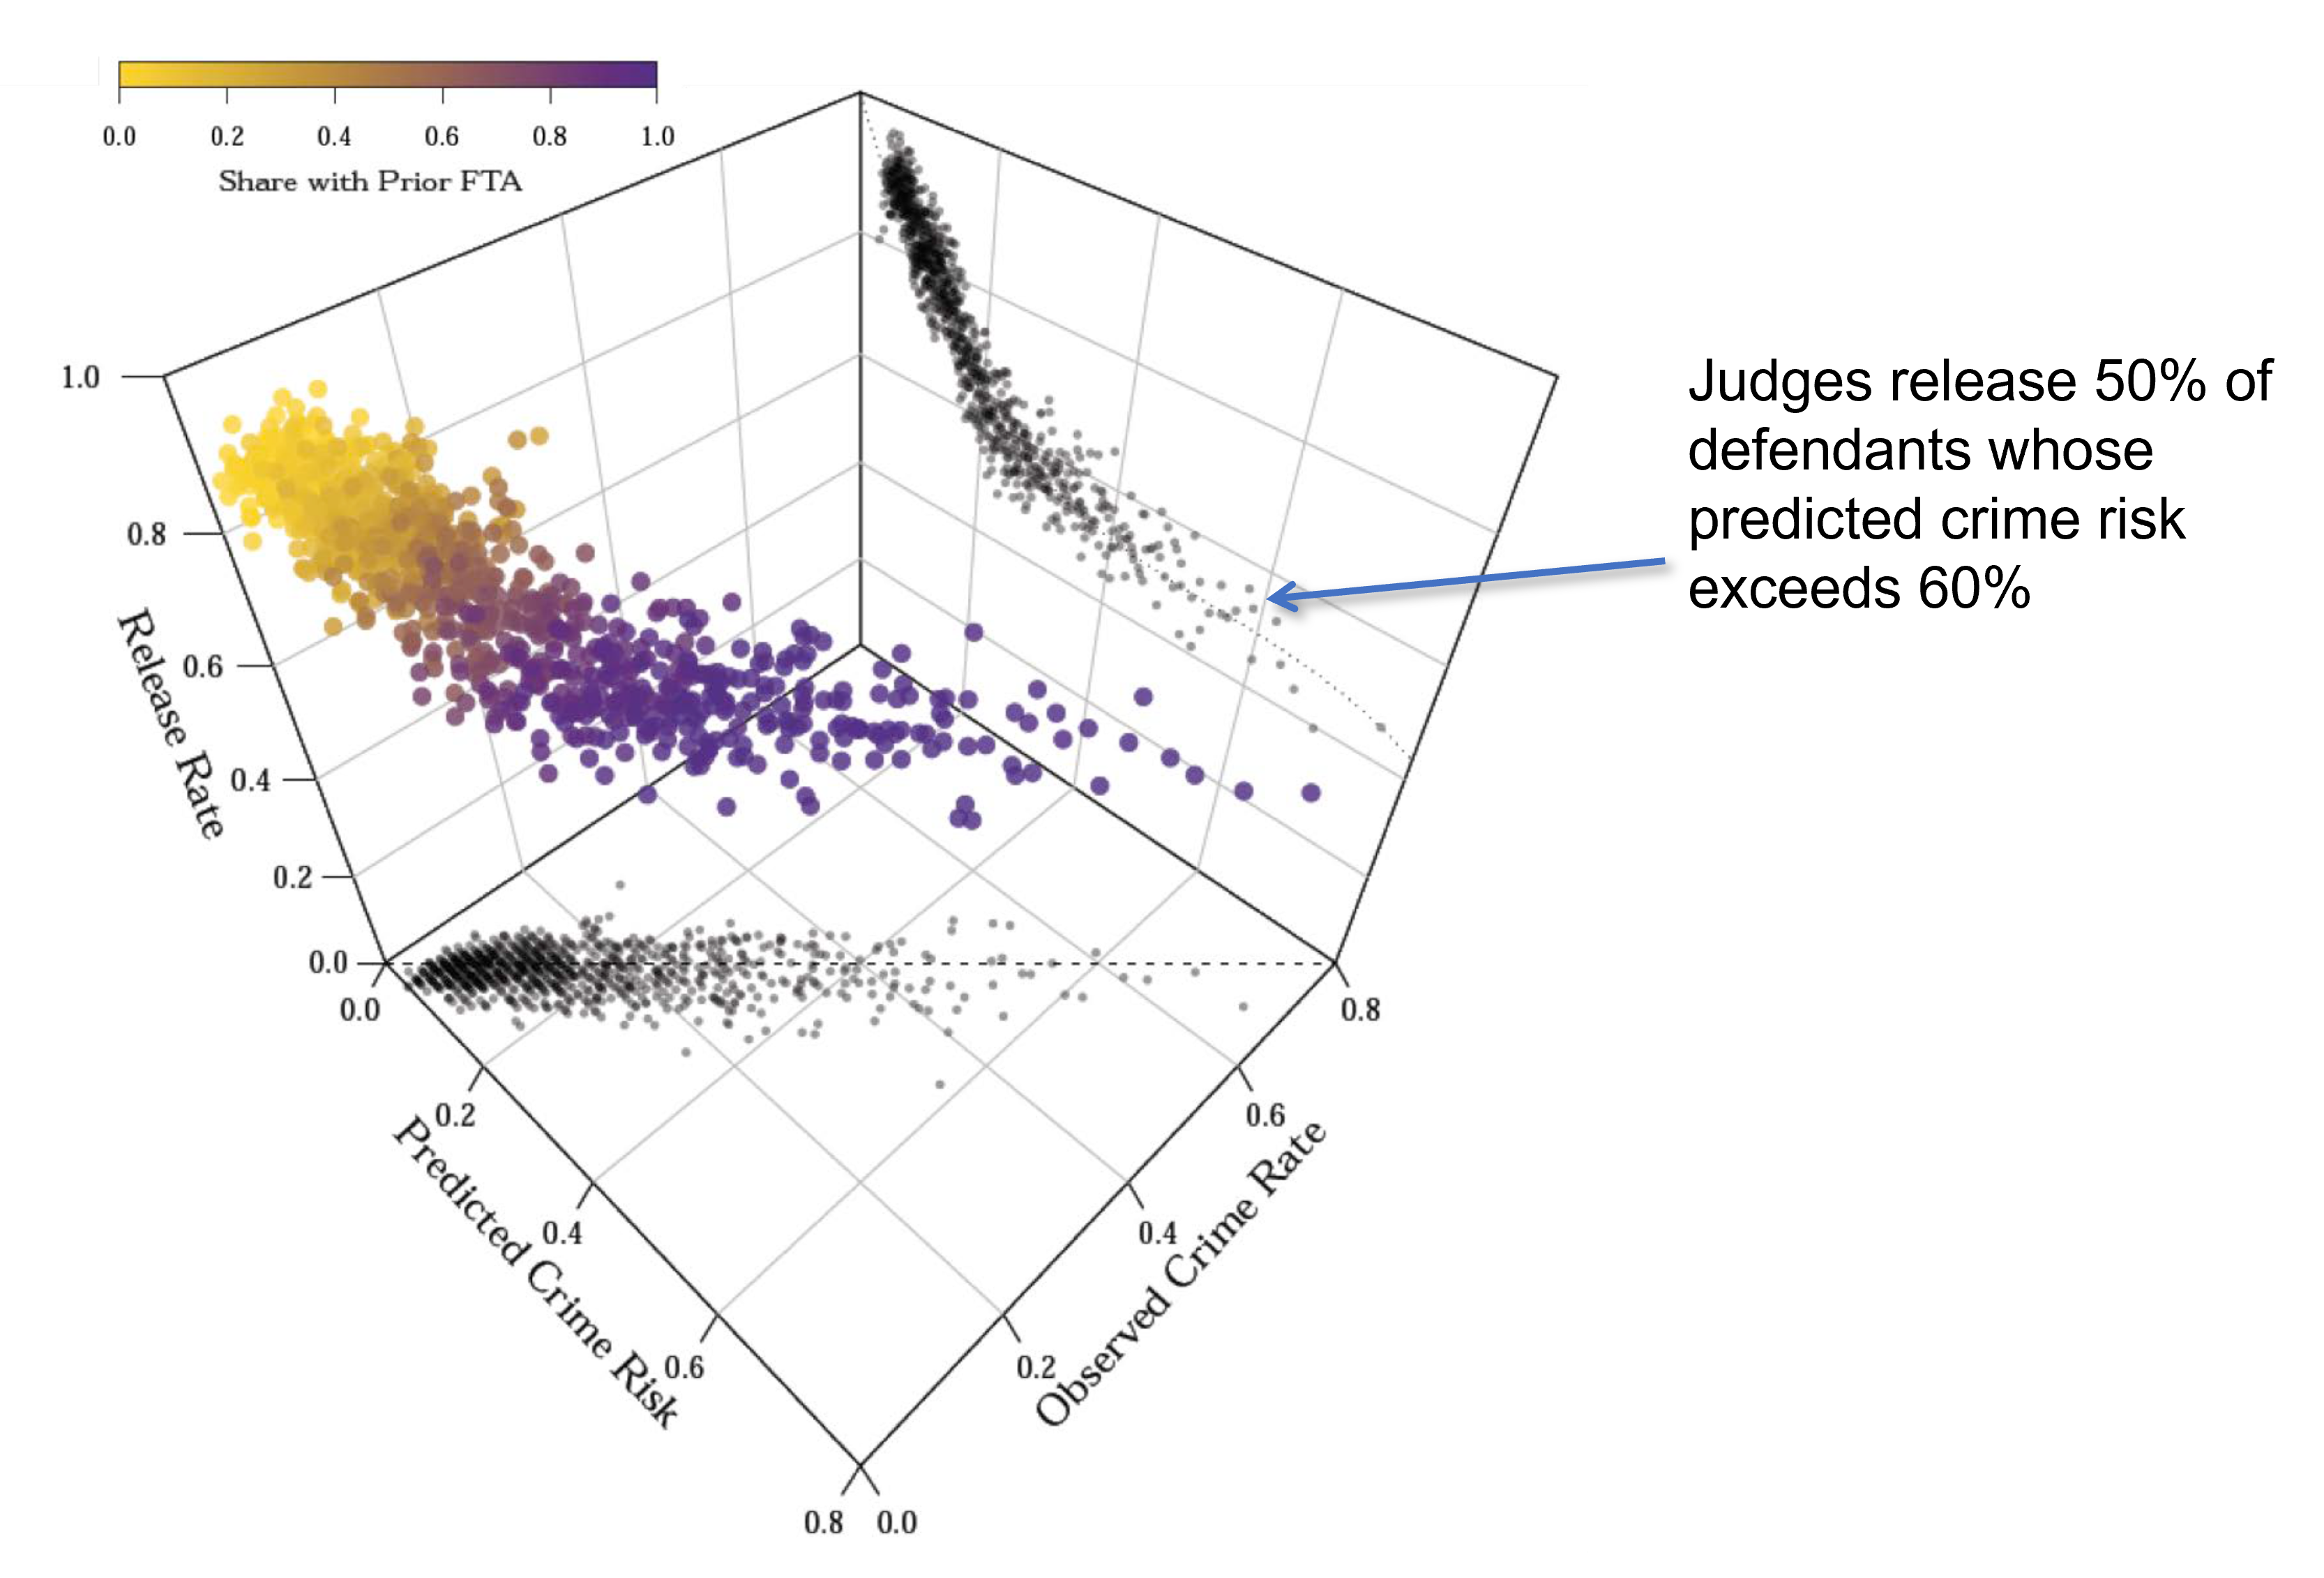 0.0 0.2 0.4 0.6 0.8 1.0
Share with Prior FTA
Judges release 50% of
defendants whose
predicted crime risk
exceeds 60%
1.0
0.8
0.6
0.4
0.2
0.0
Release Rate
0.0
0.2
0.4
0.6
0.8
Predicted Crime Risk
0.0
0.2
0.4
0.6
0.8
Observed Crime Rate